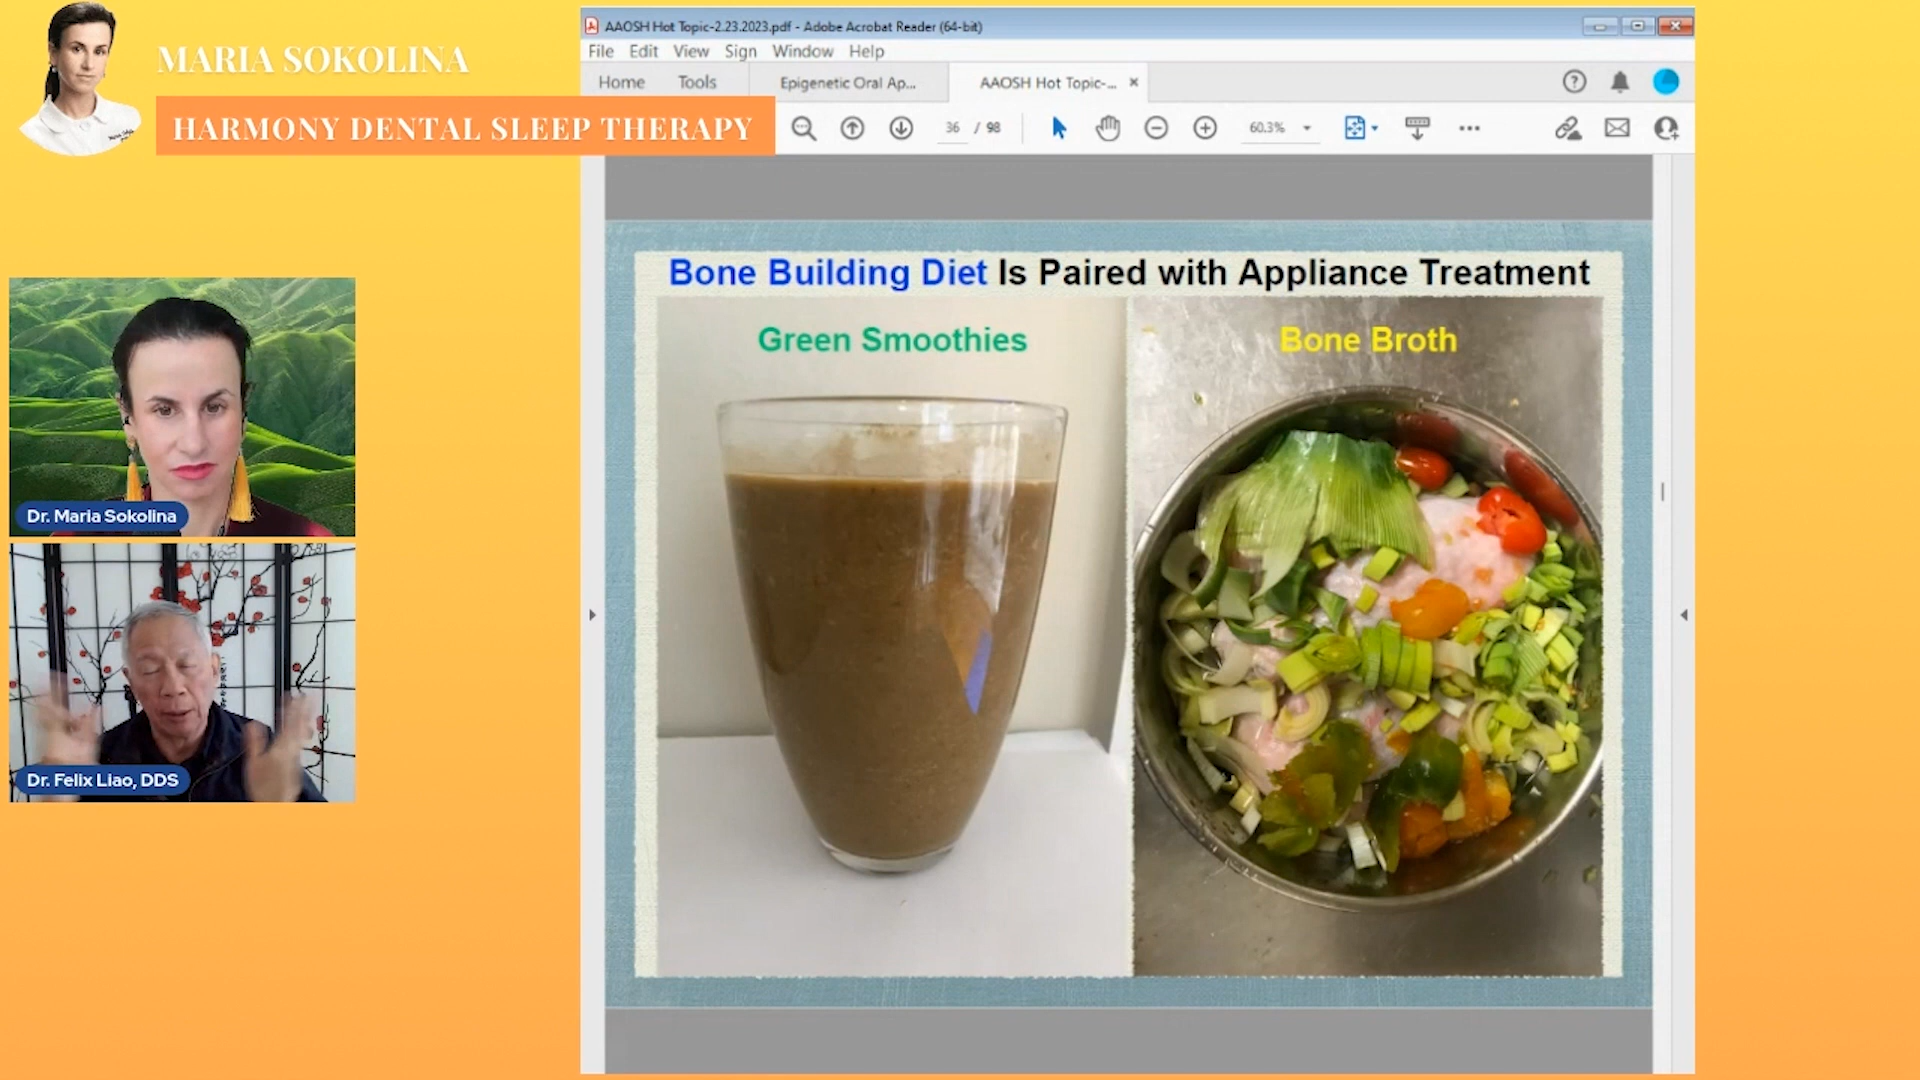 MARIA SOKOLINA
HARMONY DENTAL SLEEP THERAPY
AAOSH Hot Topic-2.23.2023.pdf - Adobe Acrobat Reader (64-bit)
File Edit View Sign Window Help
Home Tools Epigenetic Oral Ap... AAOSH Hot Topic-... ×
36 / 98 60.3%
Bone Building Diet Is Paired with Appliance Treatment
Green Smoothies
Bone Broth
Dr. Maria Sokolina
Dr. Felix Liao, DDS